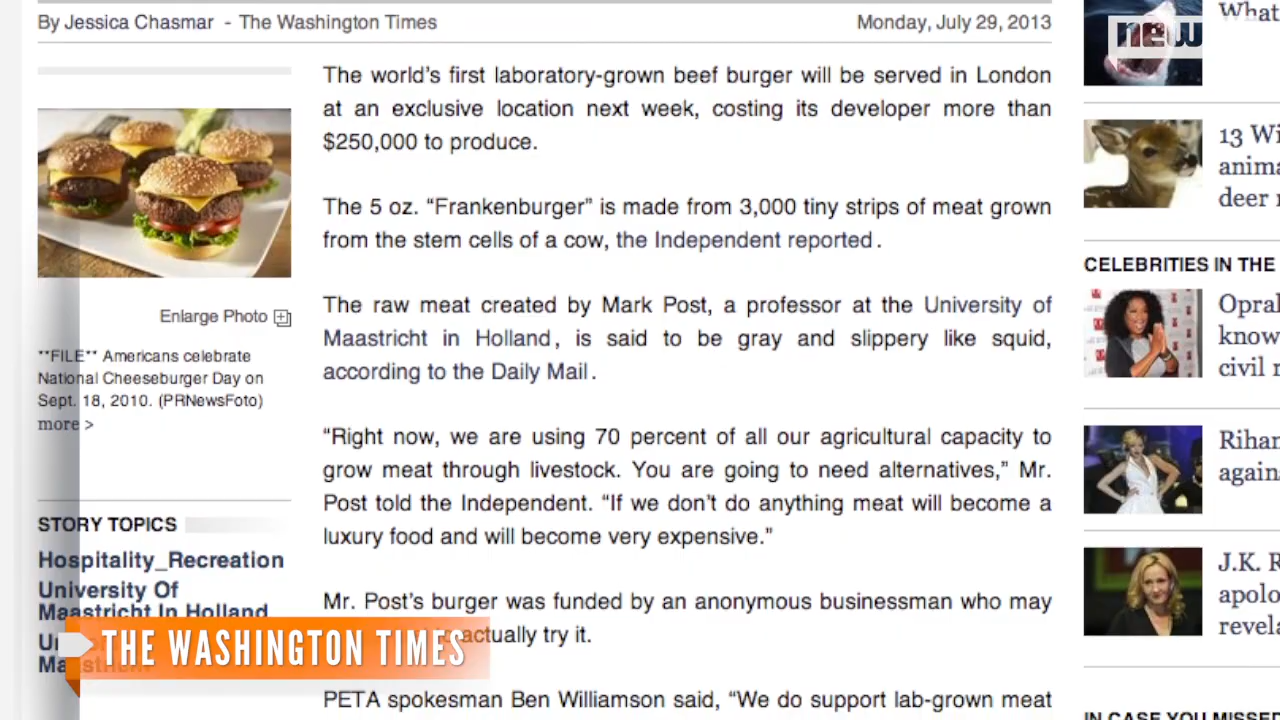 By Jessica Chasmar - The Washington Times
Monday, July 29, 2013
The world's first laboratory-grown beef burger will be served in London
at an exclusive location next week, costing its developer more than
$250,000 to produce.
The 5 oz. “Frankenburger” is made from 3,000 tiny strips of meat grown
from the stem cells of a cow, the Independent reported.
The raw meat created by Mark Post, a professor at the University of
Maastricht in Holland, is said to be gray and slippery like squid,
according to the Daily Mail.
“Right now, we are using 70 percent of all our agricultural capacity to
grow meat through livestock. You are going to need alternatives,” Mr.
Post told the Independent. “If we don't do anything meat will become a
luxury food and will become very expensive."
Mr. Post's burger was funded by an anonymous businessman who may
actually try it.
PETA spokesman Ben Williamson said, “We do support lab-grown meat
Enlarge Photo
**FILE** Americans celebrate
National Cheeseburger Day on
Sept. 18, 2010. (PRNewsFoto)
more >
STORY TOPICS
Hospitality_Recreation
University Of
Maastricht In Holland
THE WASHINGTON TIMES
new
What
13 Wi
anima
deer
CELEBRITIES IN THE
Oprah
know
civil
Rihan
again
J.K. R
apolo
revela
IN CASE YOU MISSED